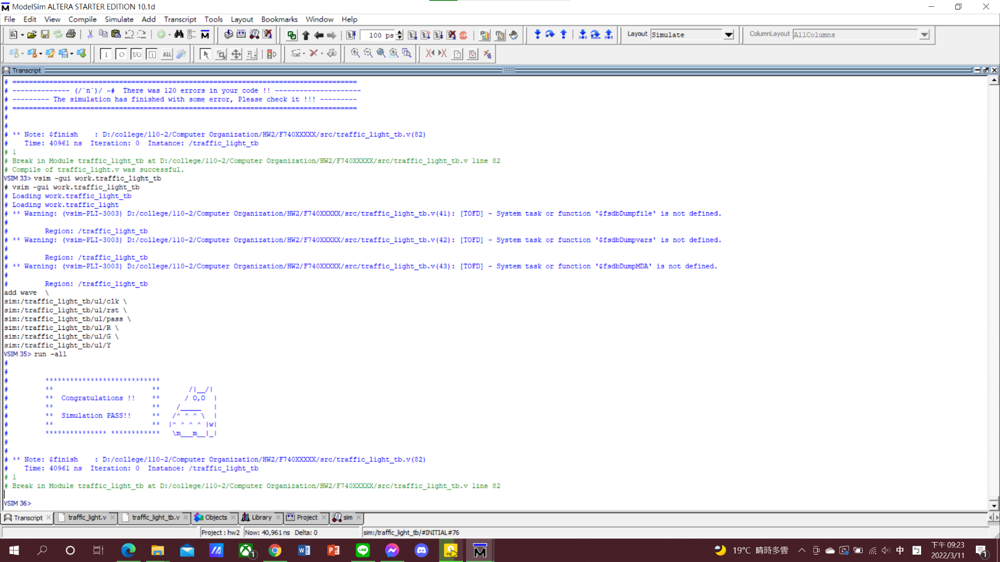 ModelSim ALTERA STARTER EDITION 10.1d
File Edit View Compile Simulate Add Transcript Tools Layout Bookmarks Window Help
100 ps
Layout Simulate
ColumnLayout AllColumns
Transcript
# ====================================================================================
# -------------- (/`n`)/ ~#  There was 120 errors in your code !! ---------------------
# --------- The simulation has finished with some error, Please check it !!! ---------
# ====================================================================================
#
#
# ** Note: $finish    : D:/college/110-2/Computer Organization/HW2/F740XXXXX/src/traffic_light_tb.v(82)
#    Time: 40961 ns  Iteration: 0  Instance: /traffic_light_tb
# 1
# Break in Module traffic_light_tb at D:/college/110-2/Computer Organization/HW2/F740XXXXX/src/traffic_light_tb.v line 82
# Compile of traffic_light.v was successful.
VSIM 33> vsim -gui work.traffic_light_tb
# vsim -gui work.traffic_light_tb
# Loading work.traffic_light_tb
# Loading work.traffic_light
# ** Warning: (vsim-PLI-3003) D:/college/110-2/Computer Organization/HW2/F740XXXXX/src/traffic_light_tb.v(41): [TOFD] - System task or function '$fsdbDumpfile' is not defined.
#
#         Region: /traffic_light_tb
# ** Warning: (vsim-PLI-3003) D:/college/110-2/Computer Organization/HW2/F740XXXXX/src/traffic_light_tb.v(42): [TOFD] - System task or function '$fsdbDumpvars' is not defined.
#
#         Region: /traffic_light_tb
# ** Warning: (vsim-PLI-3003) D:/college/110-2/Computer Organization/HW2/F740XXXXX/src/traffic_light_tb.v(43): [TOFD] - System task or function '$fsdbDumpMDA' is not defined.
#
#         Region: /traffic_light_tb
add wave  \
sim:/traffic_light_tb/u1/clk \
sim:/traffic_light_tb/u1/rst \
sim:/traffic_light_tb/u1/pass \
sim:/traffic_light_tb/u1/R \
sim:/traffic_light_tb/u1/G \
sim:/traffic_light_tb/u1/Y
VSIM 35> run -all
#
#
#         ****************************
#         **                        **       /|__/|
#         **  Congratulations !!    **      / O,O  |
#         **                        **    /_____   |
#         **  Simulation PASS!!     **   /^ ^ ^ \  |
#         **                        **  |^ ^ ^ ^ |w|
#         *************** ************   \m___m__|_|
#
#
# ** Note: $finish    : D:/college/110-2/Computer Organization/HW2/F740XXXXX/src/traffic_light_tb.v(82)
#    Time: 40961 ns  Iteration: 0  Instance: /traffic_light_tb
# 1
# Break in Module traffic_light_tb at D:/college/110-2/Computer Organization/HW2/F740XXXXX/src/traffic_light_tb.v line 82
VSIM 36>
Transcript traffic_light.v traffic_light_tb.v Objects Library Project sim
Project : hw2 Now: 40,961 ns Delta: 0 sim:/traffic_light_tb/#INITIAL#76
19°C 晴時多雲 中 下午 09:23
2022/3/11